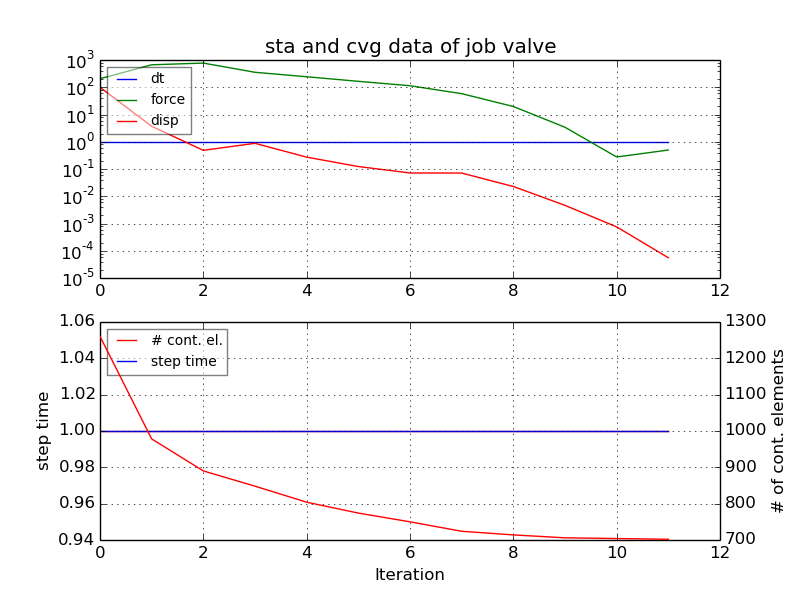 sta and cvg data of job valve
10^3
10^2
10^1
10^0
10^-1
10^-2
10^-3
10^-4
10^-5
dt
force
disp
0 2 4 6 8 10 12
1.06
1.04
1.02
1.00
0.98
0.96
0.94
step time
# cont. el.
step time
1300
1200
1100
1000
900
800
700
# of cont. elements
0 2 4 6 8 10 12
Iteration